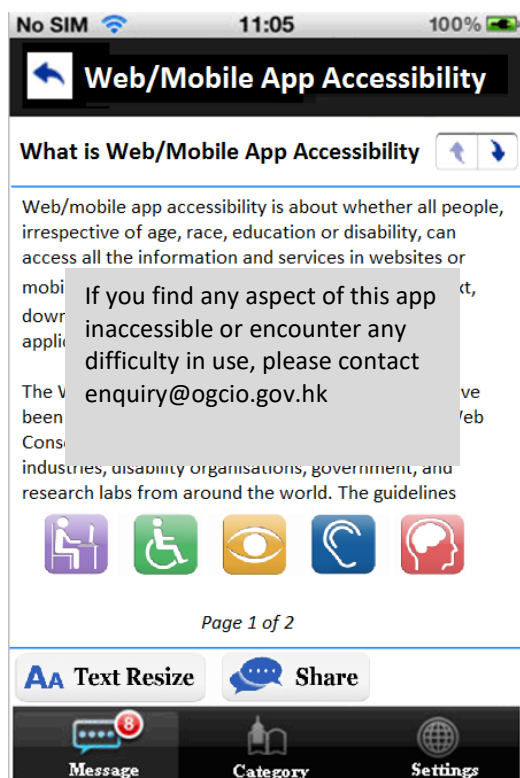 No SIM 11:05 100%
Web/Mobile App Accessibility
What is Web/Mobile App Accessibility
Web/mobile app accessibility is about whether all people,
irrespective of age, race, education or disability, can
access all the information and services in websites or
If you find any aspect of this app
inaccessible or encounter any
difficulty in use, please contact
enquiry@ogcio.gov.hk
The
been
industries, disability organisations, government, and
research labs from around the world. The guidelines
Page 1 of 2
AA Text Resize Share
8
Message Category Settings